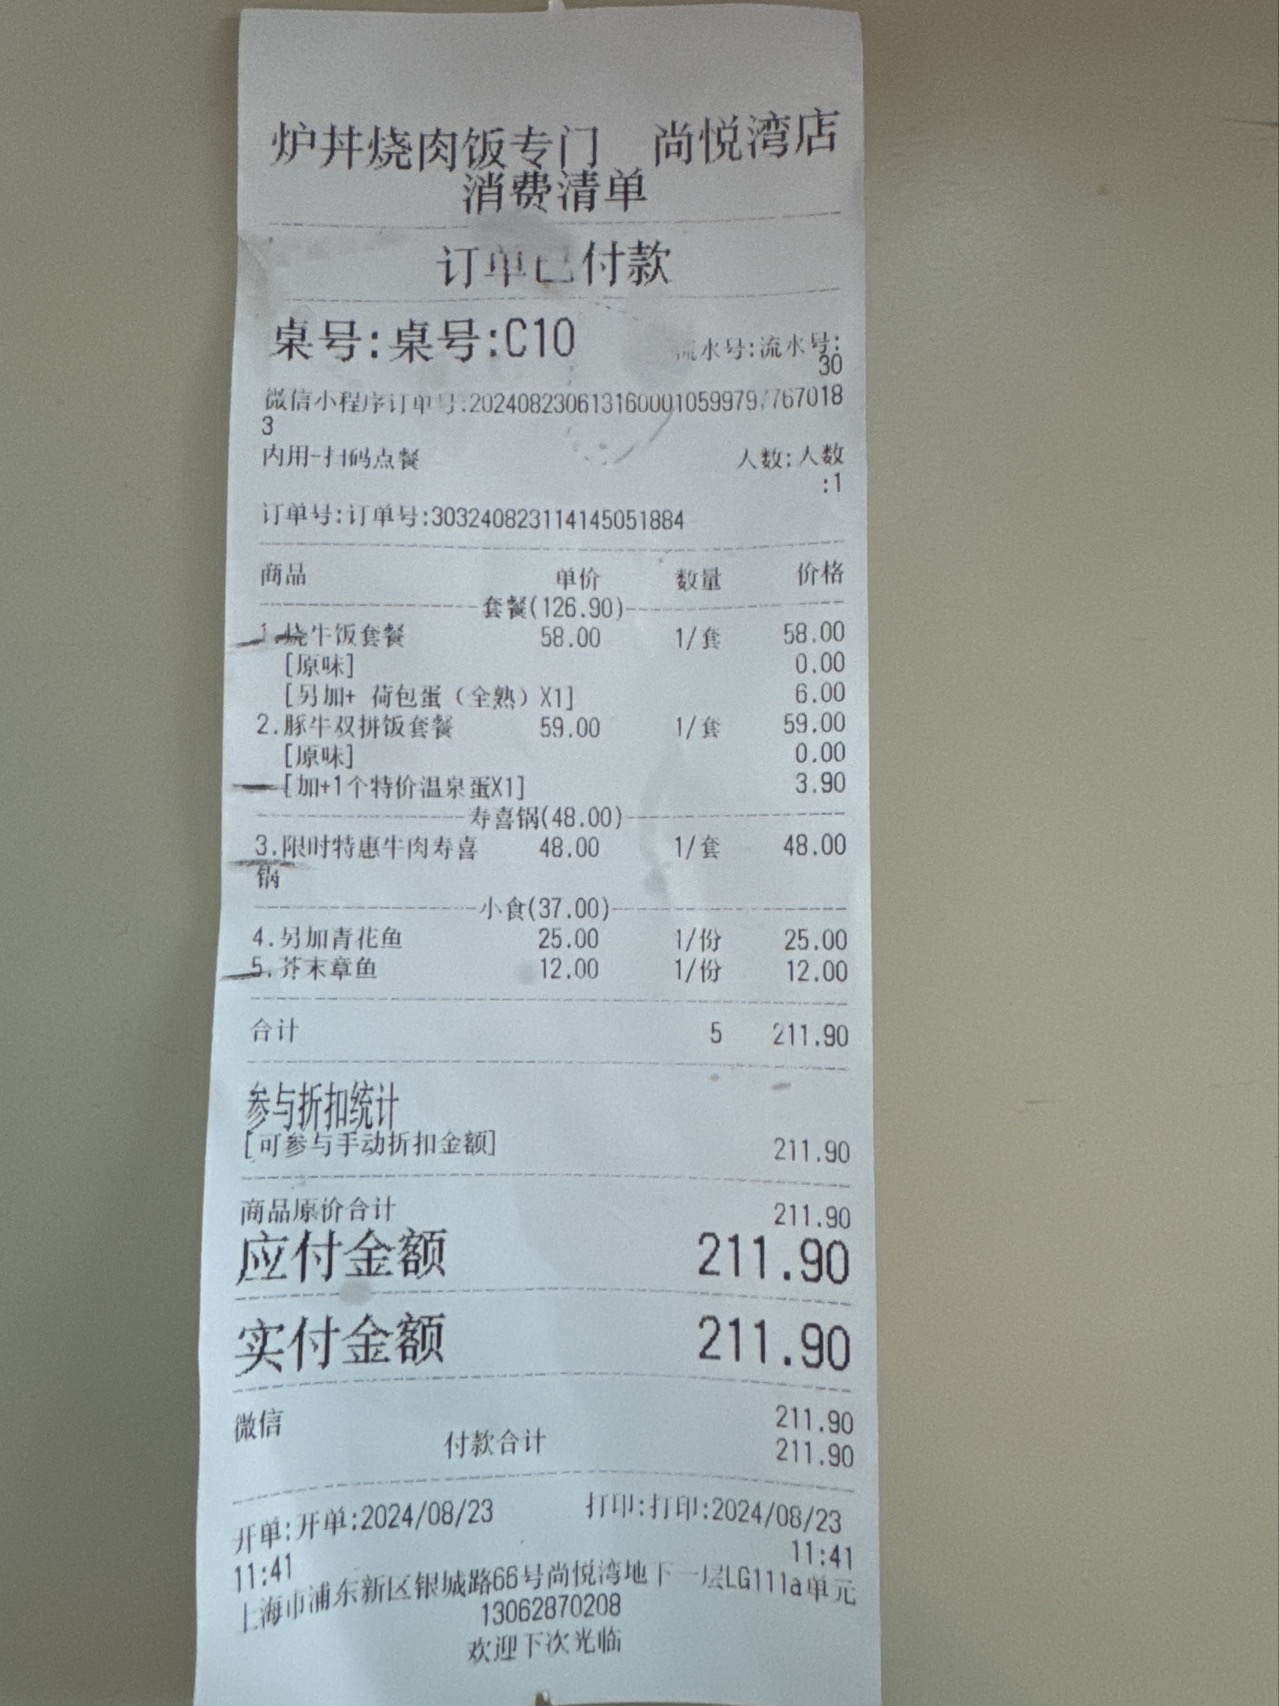 炉丼烧肉饭专门 尚悦湾店
消费清单
订单已付款
桌号:桌号:C10 流水号:流水号:
30
微信小程序订单号:2024082306131600010599797767018
3
内用-扫码点餐 人数:人数
:1
订单号:订单号:303240823114145051884
商品 单价 数量 价格
套餐(126.90)
1.烧牛饭套餐 58.00 1/套 58.00
[原味] 0.00
[另加+ 荷包蛋（全熟）X1] 6.00
2.豚牛双拼饭套餐 59.00 1/套 59.00
[原味] 0.00
[加+1个特价温泉蛋X1] 3.90
寿喜锅(48.00)
3.限时特惠牛肉寿喜 48.00 1/套 48.00
锅
小食(37.00)
4.另加青花鱼 25.00 1/份 25.00
5.芥末章鱼 12.00 1/份 12.00
合计 5 211.90
参与折扣统计
[可参与手动折扣金额] 211.90
商品原价合计 211.90
应付金额 211.90
实付金额 211.90
微信 211.90
付款合计 211.90
开单:开单:2024/08/23 打印:打印:2024/08/23
11:41 11:41
上海市浦东新区银城路66号尚悦湾地下一层LG111a单元
13062870208
欢迎下次光临